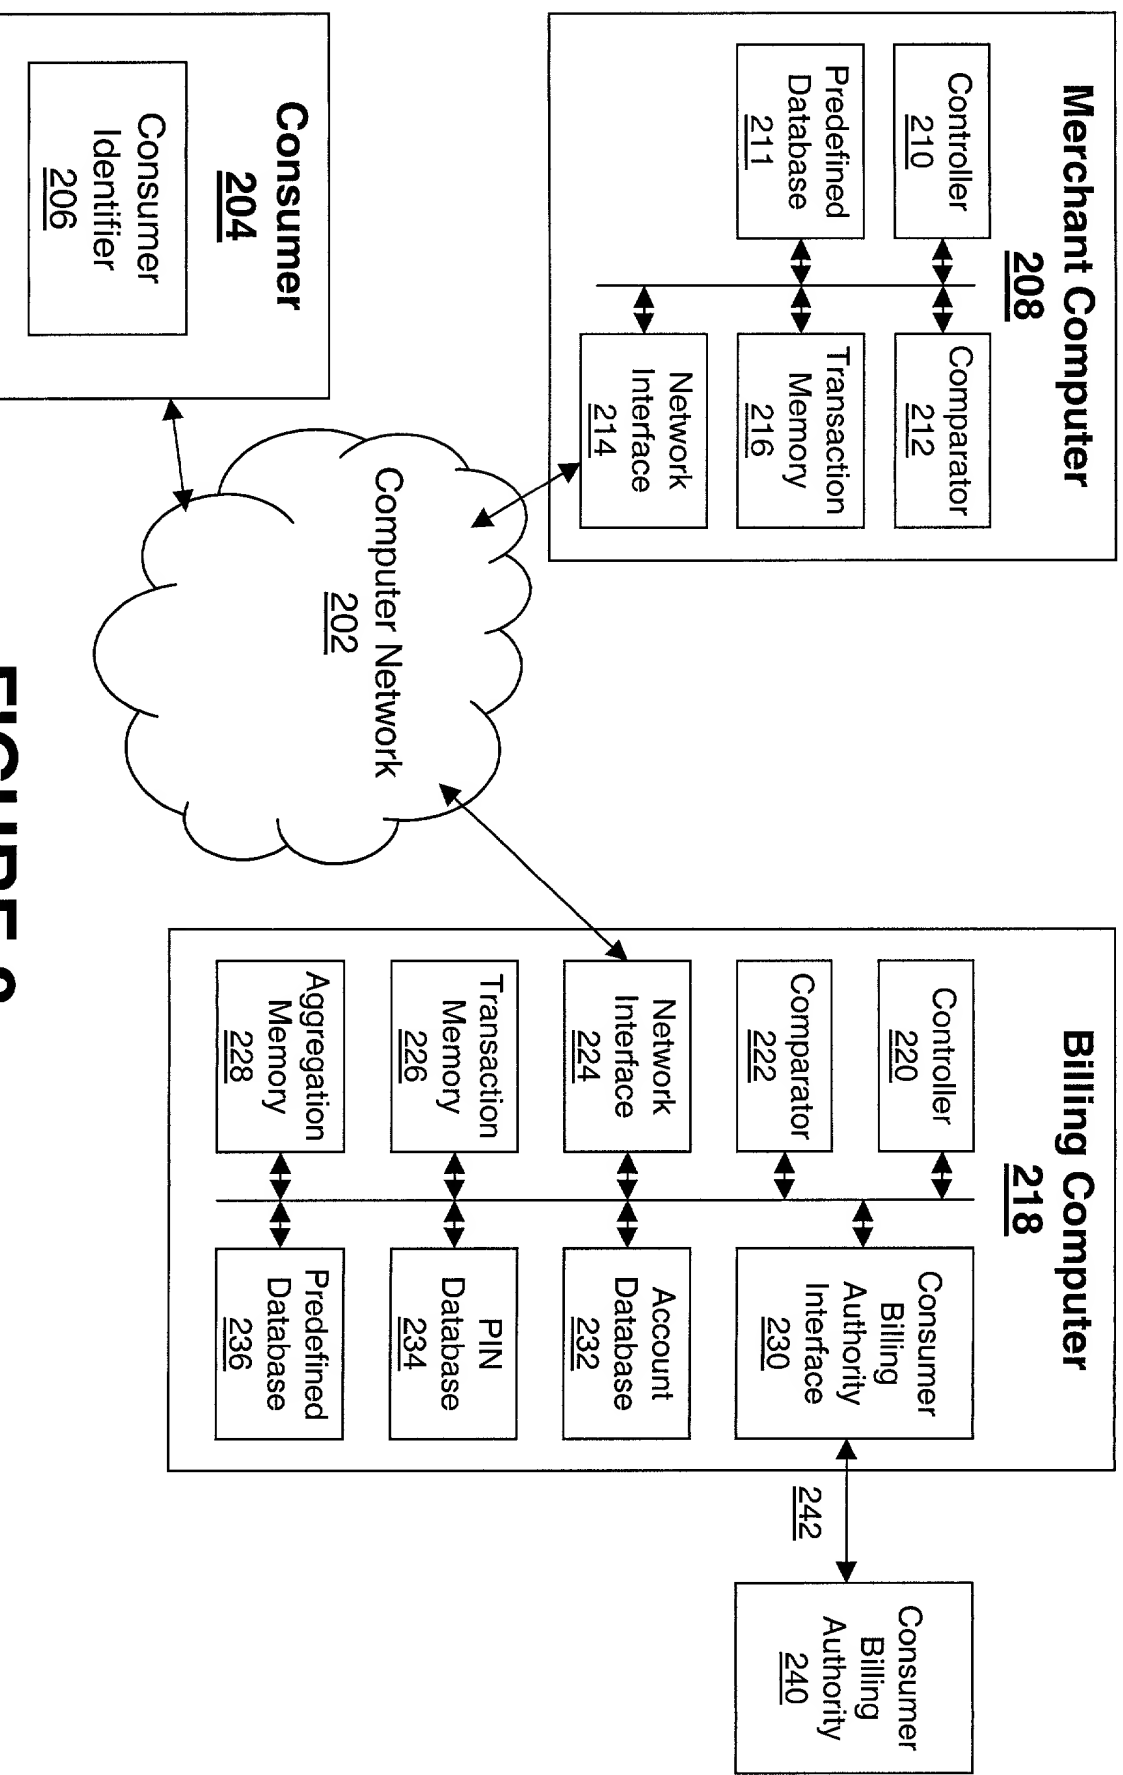 Merchant Computer
208
Controller
210
Predefined
Database
211
Comparator
212
Transaction
Memory
216
Network
Interface
214
Consumer
204
Consumer
Identifier
206
Computer Network
202
Billing Computer
218
Controller
220
Comparator
222
Network
Interface
224
Transaction
Memory
226
Aggregation
Memory
228
Consumer
Billing
Authority
Interface
230
Account
Database
232
PIN
Database
234
Predefined
Database
236
242
Consumer
Billing
Authority
240
FIGURE